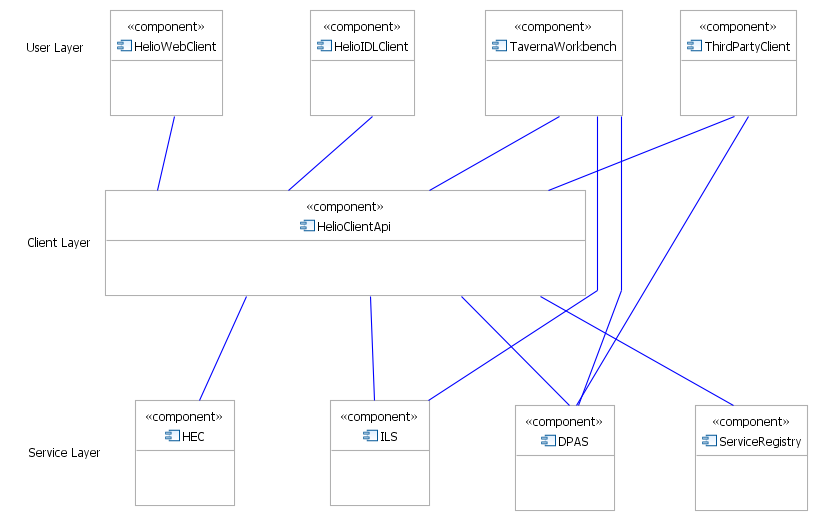 «component»
HelioWebClient
«component»
HelioIDLClient
«component»
TavernaWorkbench
«component»
ThirdPartyClient
User Layer
«component»
HelioClientApi
Client Layer
«component»
HEC
«component»
ILS
«component»
DPAS
«component»
ServiceRegistry
Service Layer